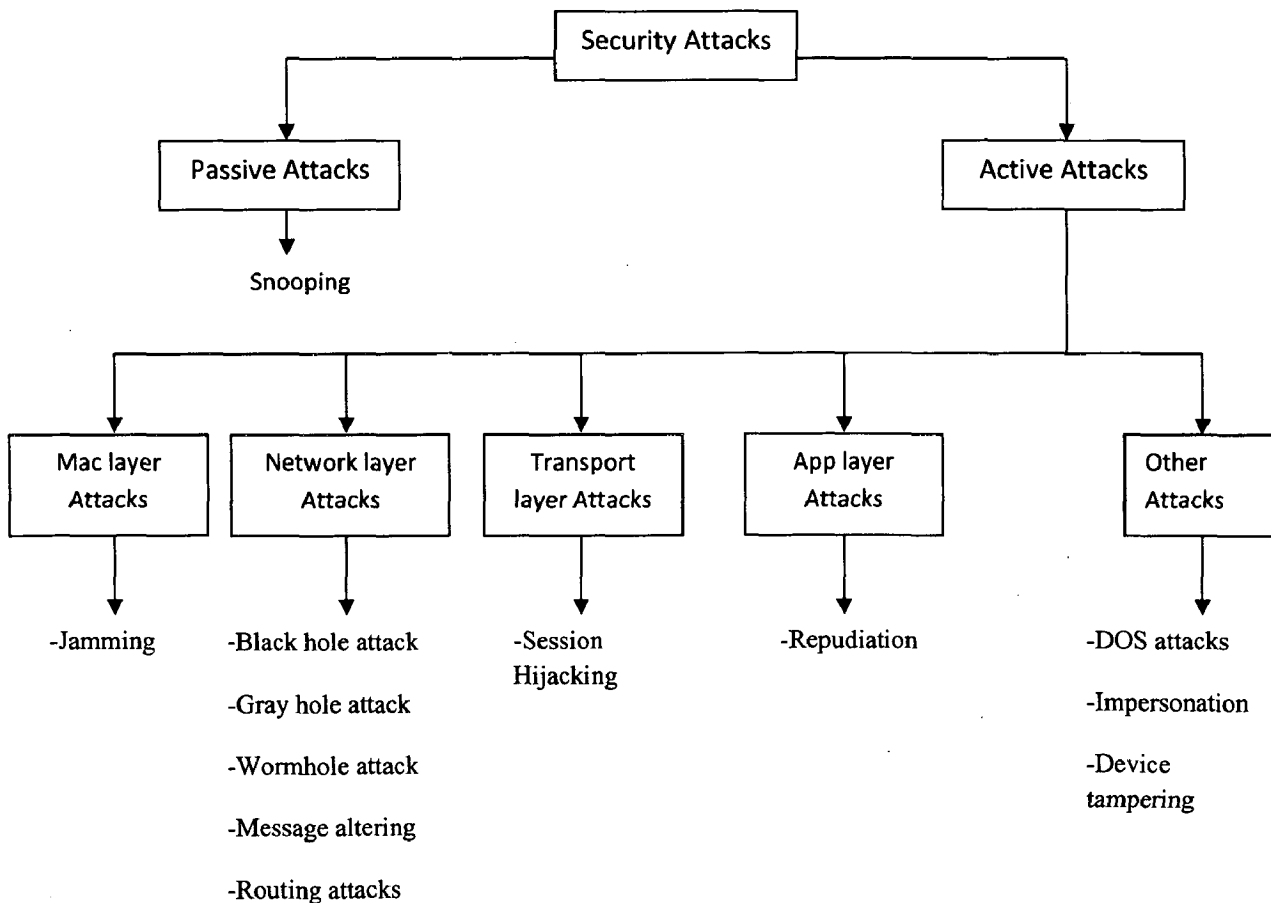 Security Attacks
Passive Attacks
Active Attacks
Snooping
Mac layer
Attacks
Network layer
Attacks
Transport
layer Attacks
App layer
Attacks
Other
Attacks
-Jamming
-Black hole attack
-Gray hole attack
-Wormhole attack
-Message altering
-Routing attacks
-Session
Hijacking
-Repudiation
-DOS attacks
-Impersonation
-Device
tampering